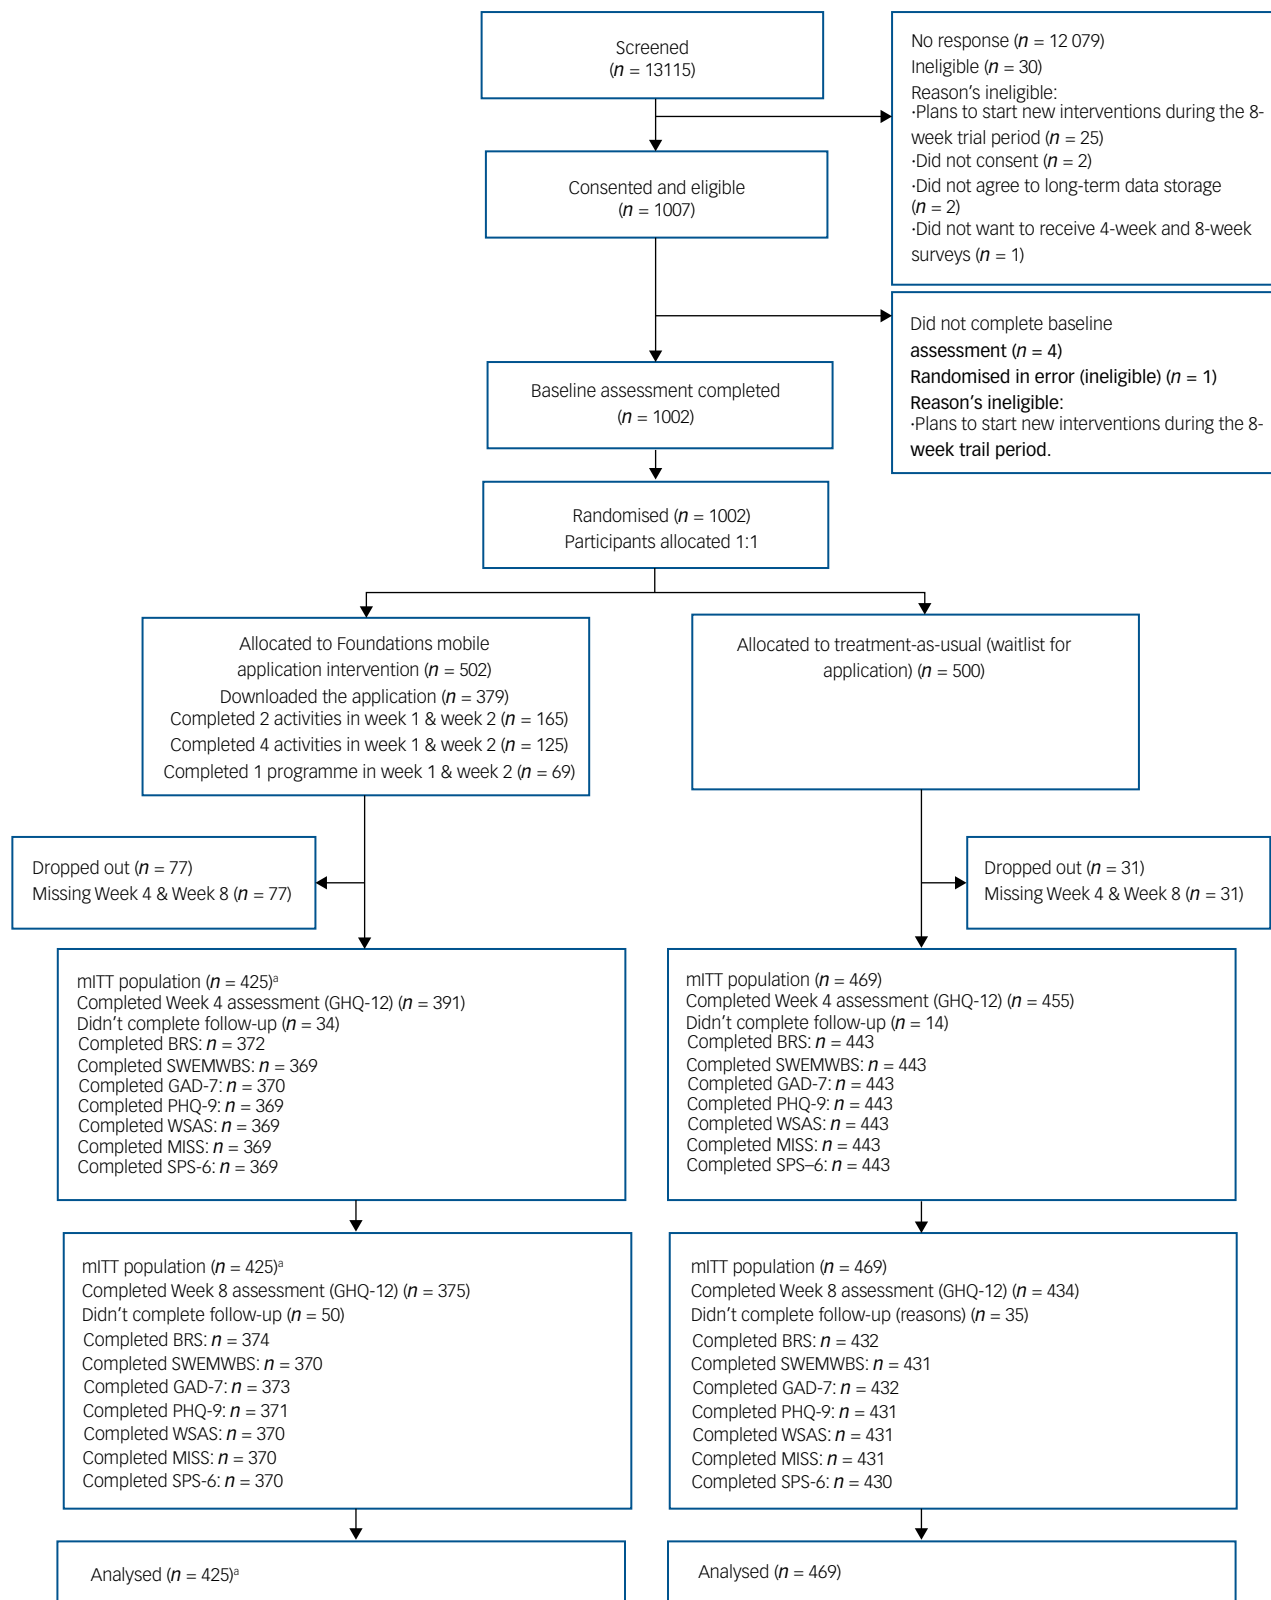 Screened
(n = 13115)
No response (n = 12 079)
Ineligible (n = 30)
Reason's ineligible:
·Plans to start new interventions during the 8-
week trial period (n = 25)
·Did not consent (n = 2)
·Did not agree to long-term data storage
(n = 2)
·Did not want to receive 4-week and 8-week
surveys (n = 1)
Consented and eligible
(n = 1007)
Did not complete baseline
assessment (n = 4)
Randomised in error (ineligible) (n = 1)
Reason's ineligible:
·Plans to start new interventions during the 8-
week trail period.
Baseline assessment completed
(n = 1002)
Randomised (n = 1002)
Participants allocated 1:1
Allocated to Foundations mobile
application intervention (n = 502)
Downloaded the application (n = 379)
Completed 2 activities in week 1 & week 2 (n = 165)
Completed 4 activities in week 1 & week 2 (n = 125)
Completed 1 programme in week 1 & week 2 (n = 69)
Allocated to treatment-as-usual (waitlist for
application) (n = 500)
Dropped out (n = 77)
Missing Week 4 & Week 8 (n = 77)
Dropped out (n = 31)
Missing Week 4 & Week 8 (n = 31)
mITT population (n = 425)ª
Completed Week 4 assessment (GHQ-12) (n = 391)
Didn't complete follow-up (n = 34)
Completed BRS: n = 372
Completed SWEMWBS: n = 369
Completed GAD-7: n = 370
Completed PHQ-9: n = 369
Completed WSAS: n = 369
Completed MISS: n = 369
Completed SPS-6: n = 369
mITT population (n = 469)
Completed Week 4 assessment (GHQ-12) (n = 455)
Didn't complete follow-up (n = 14)
Completed BRS: n = 443
Completed SWEMWBS: n = 443
Completed GAD-7: n = 443
Completed PHQ-9: n = 443
Completed WSAS: n = 443
Completed MISS: n = 443
Completed SPS–6: n = 443
mITT population (n = 425)ª
Completed Week 8 assessment (GHQ-12) (n = 375)
Didn't complete follow-up (n = 50)
Completed BRS: n = 374
Completed SWEMWBS: n = 370
Completed GAD-7: n = 373
Completed PHQ-9: n = 371
Completed WSAS: n = 370
Completed MISS: n = 370
Completed SPS-6: n = 370
mITT population (n = 469)
Completed Week 8 assessment (GHQ-12) (n = 434)
Didn't complete follow-up (reasons) (n = 35)
Completed BRS: n = 432
Completed SWEMWBS: n = 431
Completed GAD-7: n = 432
Completed PHQ-9: n = 431
Completed WSAS: n = 431
Completed MISS: n = 431
Completed SPS-6: n = 430
Analysed (n = 425)ª
Analysed (n = 469)